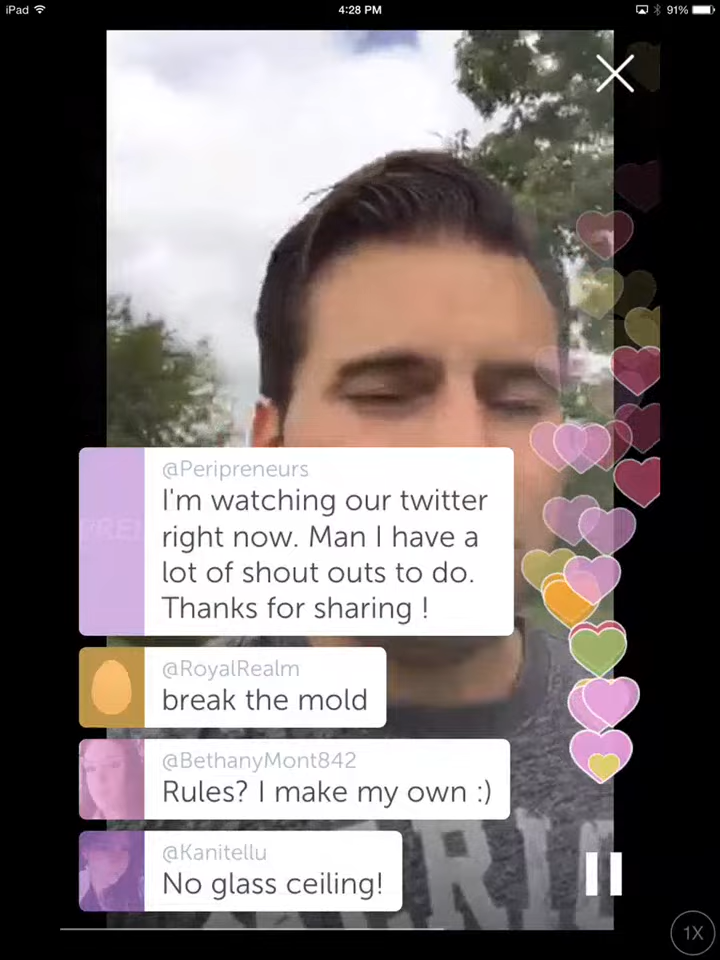 iPad 4:28 PM 91%
@Peripreneurs
I'm watching our twitter
right now. Man I have a
lot of shout outs to do.
Thanks for sharing !
@RoyalRealm
break the mold
@BethanyMont842
Rules? I make my own :)
@Kanitellu
No glass ceiling!
1X